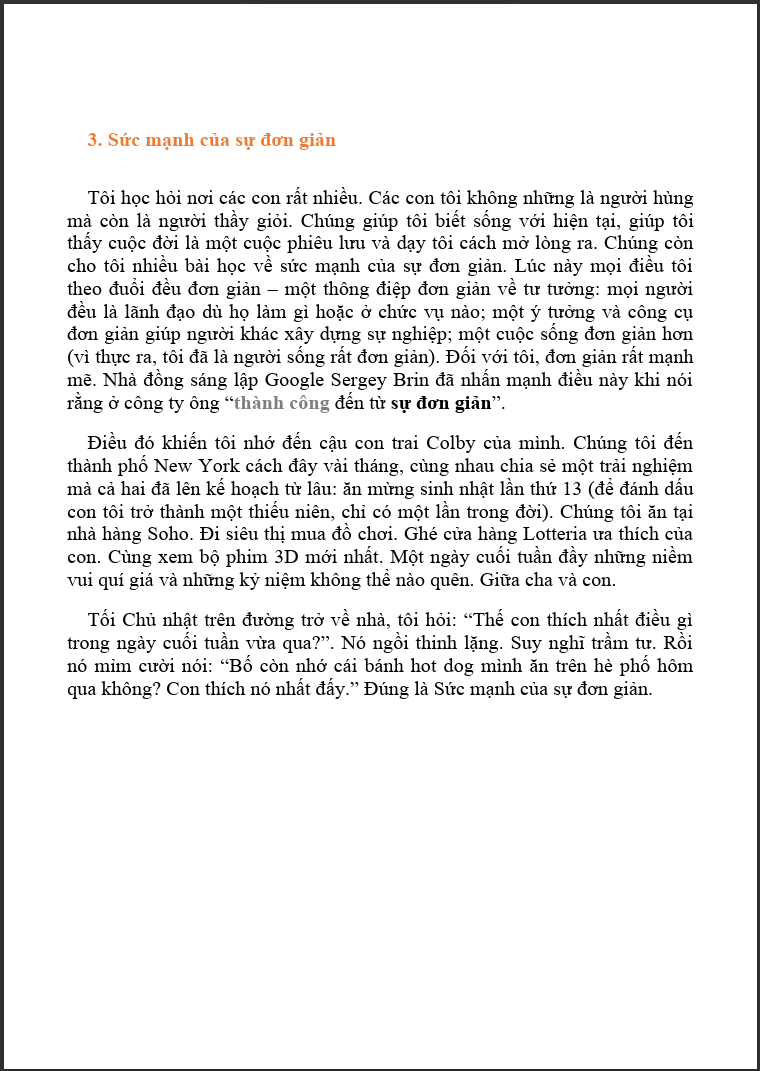 3. Sức mạnh của sự đơn giản
Tôi học hỏi nơi các con rất nhiều. Các con tôi không những là người hùng
mà còn là người thầy giỏi. Chúng giúp tôi biết sống với hiện tại, giúp tôi
thấy cuộc đời là một cuộc phiêu lưu và dạy tôi cách mở lòng ra. Chúng còn
cho tôi nhiều bài học về sức mạnh của sự đơn giản. Lúc này mọi điều tôi
theo đuổi đều đơn giản – một thông điệp đơn giản về tư tưởng: mọi người
đều là lãnh đạo dù họ làm gì hoặc ở chức vụ nào; một ý tưởng và công cụ
đơn giản giúp người khác xây dựng sự nghiệp; một cuộc sống đơn giản hơn
(vì thực ra, tôi đã là người sống rất đơn giản). Đối với tôi, đơn giản rất mạnh
mẽ. Nhà đồng sáng lập Google Sergey Brin đã nhấn mạnh điều này khi nói
rằng ở công ty ông “thành công đến từ sự đơn giản”.
Điều đó khiến tôi nhớ đến cậu con trai Colby của mình. Chúng tôi đến
thành phố New York cách đây vài tháng, cùng nhau chia sẻ một trải nghiệm
mà cả hai đã lên kế hoạch từ lâu: ăn mừng sinh nhật lần thứ 13 (để đánh dấu
con tôi trở thành một thiếu niên, chỉ có một lần trong đời). Chúng tôi ăn tại
nhà hàng Soho. Đi siêu thị mua đồ chơi. Ghé cửa hàng Lotteria ưa thích của
con. Cùng xem bộ phim 3D mới nhất. Một ngày cuối tuần đầy những niềm
vui quí giá và những kỷ niệm không thể nào quên. Giữa cha và con.
Tối Chủ nhật trên đường trở về nhà, tôi hỏi: “Thế con thích nhất điều gì
trong ngày cuối tuần vừa qua?”. Nó ngồi thinh lặng. Suy nghĩ trầm tư. Rồi
nó mỉm cười nói: “Bố còn nhớ cái bánh hot dog mình ăn trên hè phố hôm
qua không? Con thích nó nhất đấy.” Đúng là Sức mạnh của sự đơn giản.